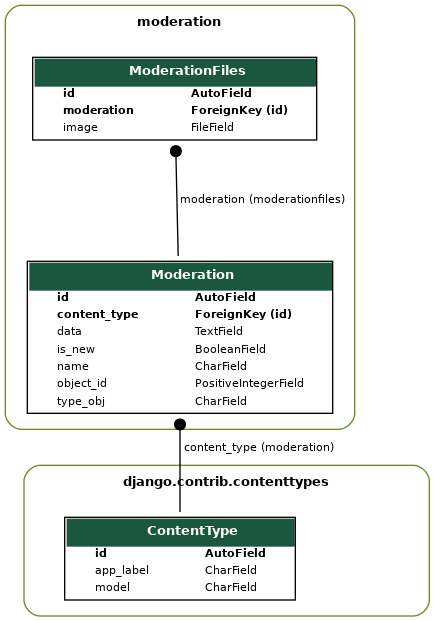 moderation
ModerationFiles
id AutoField
moderation ForeignKey (id)
image FileField
moderation (moderationfiles)
Moderation
id AutoField
content_type ForeignKey (id)
data TextField
is_new BooleanField
name CharField
object_id PositiveIntegerField
type_obj CharField
content_type (moderation)
django.contrib.contenttypes
ContentType
id AutoField
app_label CharField
model CharField